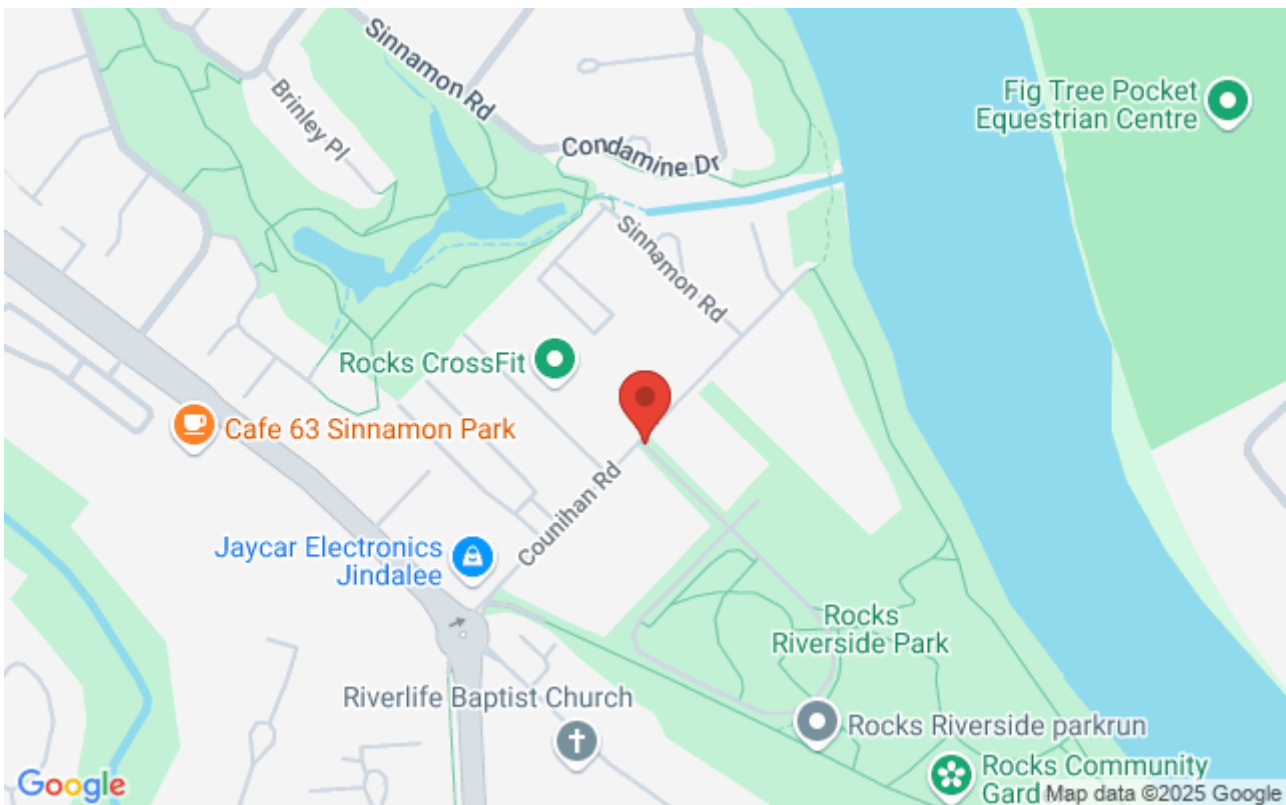 Sinnamon Rd
Brinley Pl
Condamine Dr
Fig Tree Pocket
Equestrian Centre
Sinnamon Rd
Rocks CrossFit
Cafe 63 Sinnamon Park
Counihan Rd
Jaycar Electronics
Jindalee
Rocks
Riverside Park
Riverlife Baptist Church
Rocks Riverside parkrun
Rocks Community
Gard
Google
Map data ©2025 Google